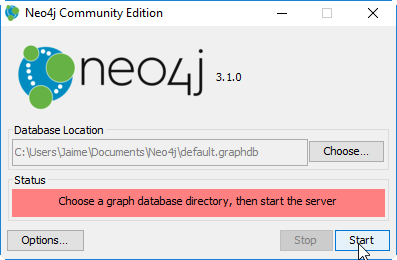 Neo4j Community Edition
neo4j 3.1.0
Database Location
C:\Users\Jaime\Documents\Neo4j\default.graphdb
Choose...
Status
Choose a graph database directory, then start the server
Options...
Stop
Start